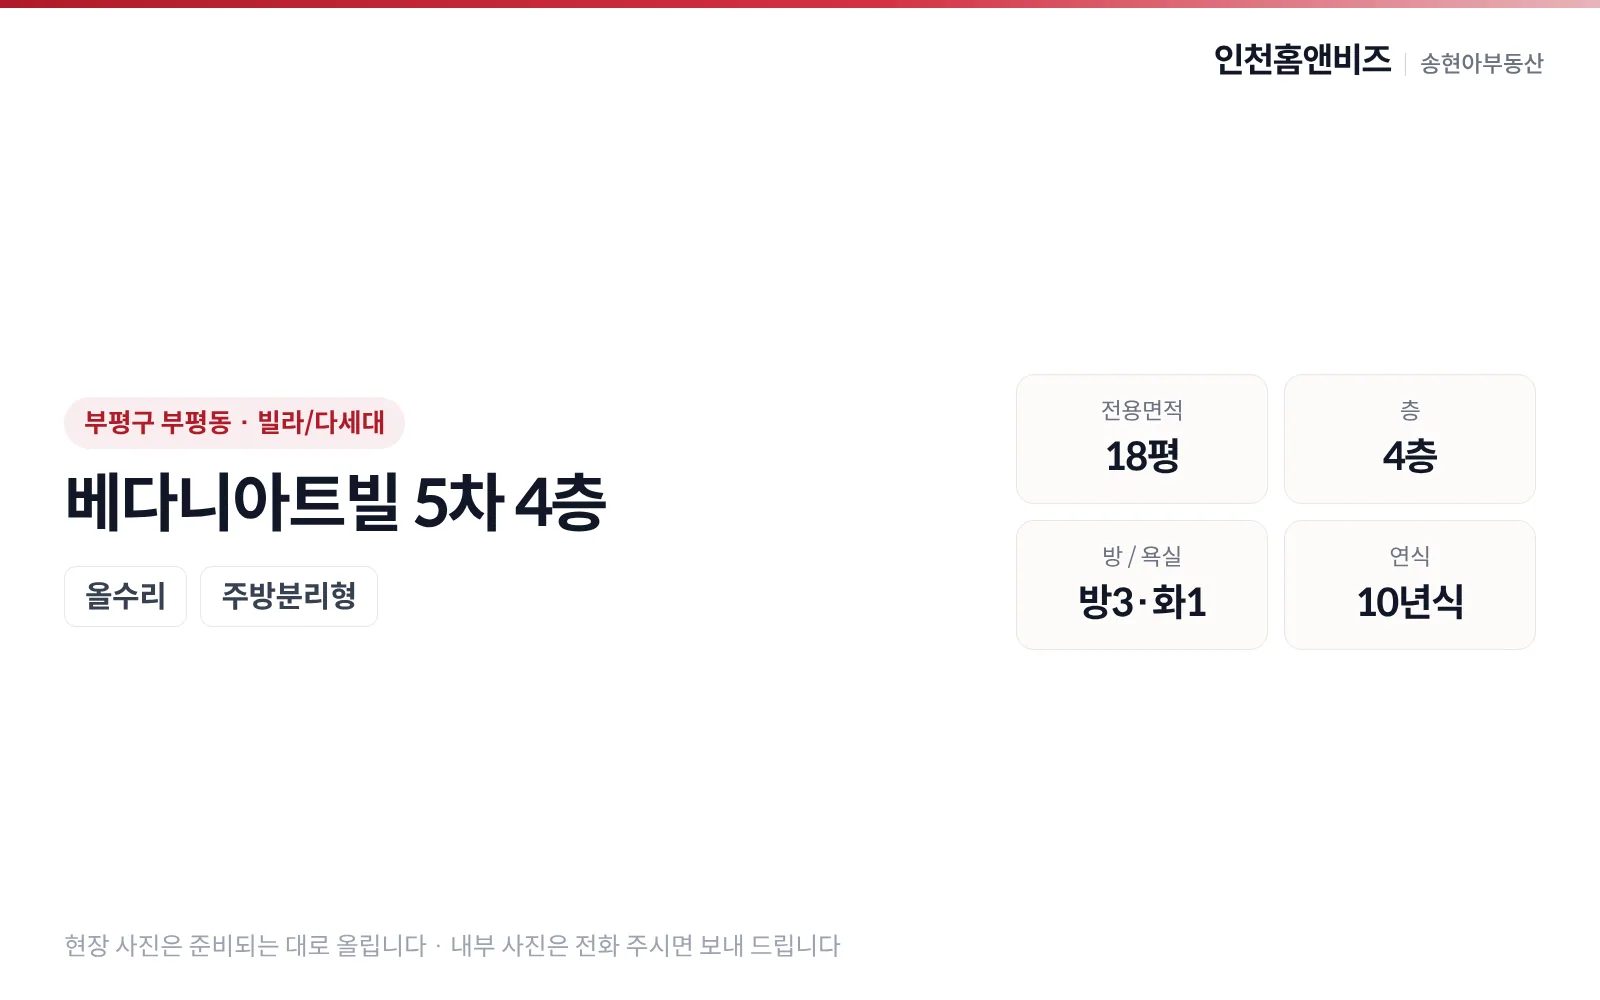 인천홈앤비즈 송현아부동산
부평구 부평동 · 빌라/다세대
베다니아트빌 5차 4층
올수리 주방분리형
전용면적
18평
층
4층
방 / 욕실
방3·화1
연식
10년식
현장 사진은 준비되는 대로 올립니다 · 내부 사진은 전화 주시면 보내 드립니다